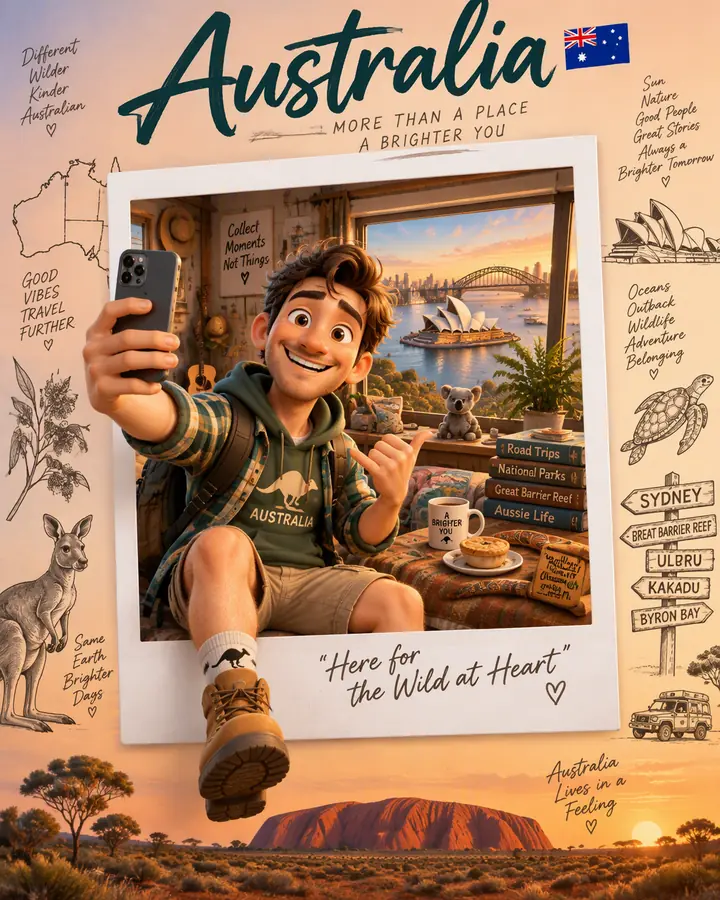 Australia
MORE THAN A PLACE
A BRIGHTER YOU
Different
Wilder
Kinder
Australian
Sun
Nature
Good People
Great Stories
Always a
Brighter Tomorrow
GOOD
VIBES
TRAVEL
FURTHER
Collect
Moments
Not Things
Oceans
Outback
Wildlife
Adventure
Belonging
AUSTRALIA
A
BRIGHTER
YOU
Road Trips
National Parks
Great Barrier Reef
Aussie Life
SYDNEY
GREAT BARRIER REEF
ULBRU
KAKADU
BYRON BAY
Same
Earth
Brighter
Days
"Here for
the Wild at Heart"
Australia
Lives in a
Feeling